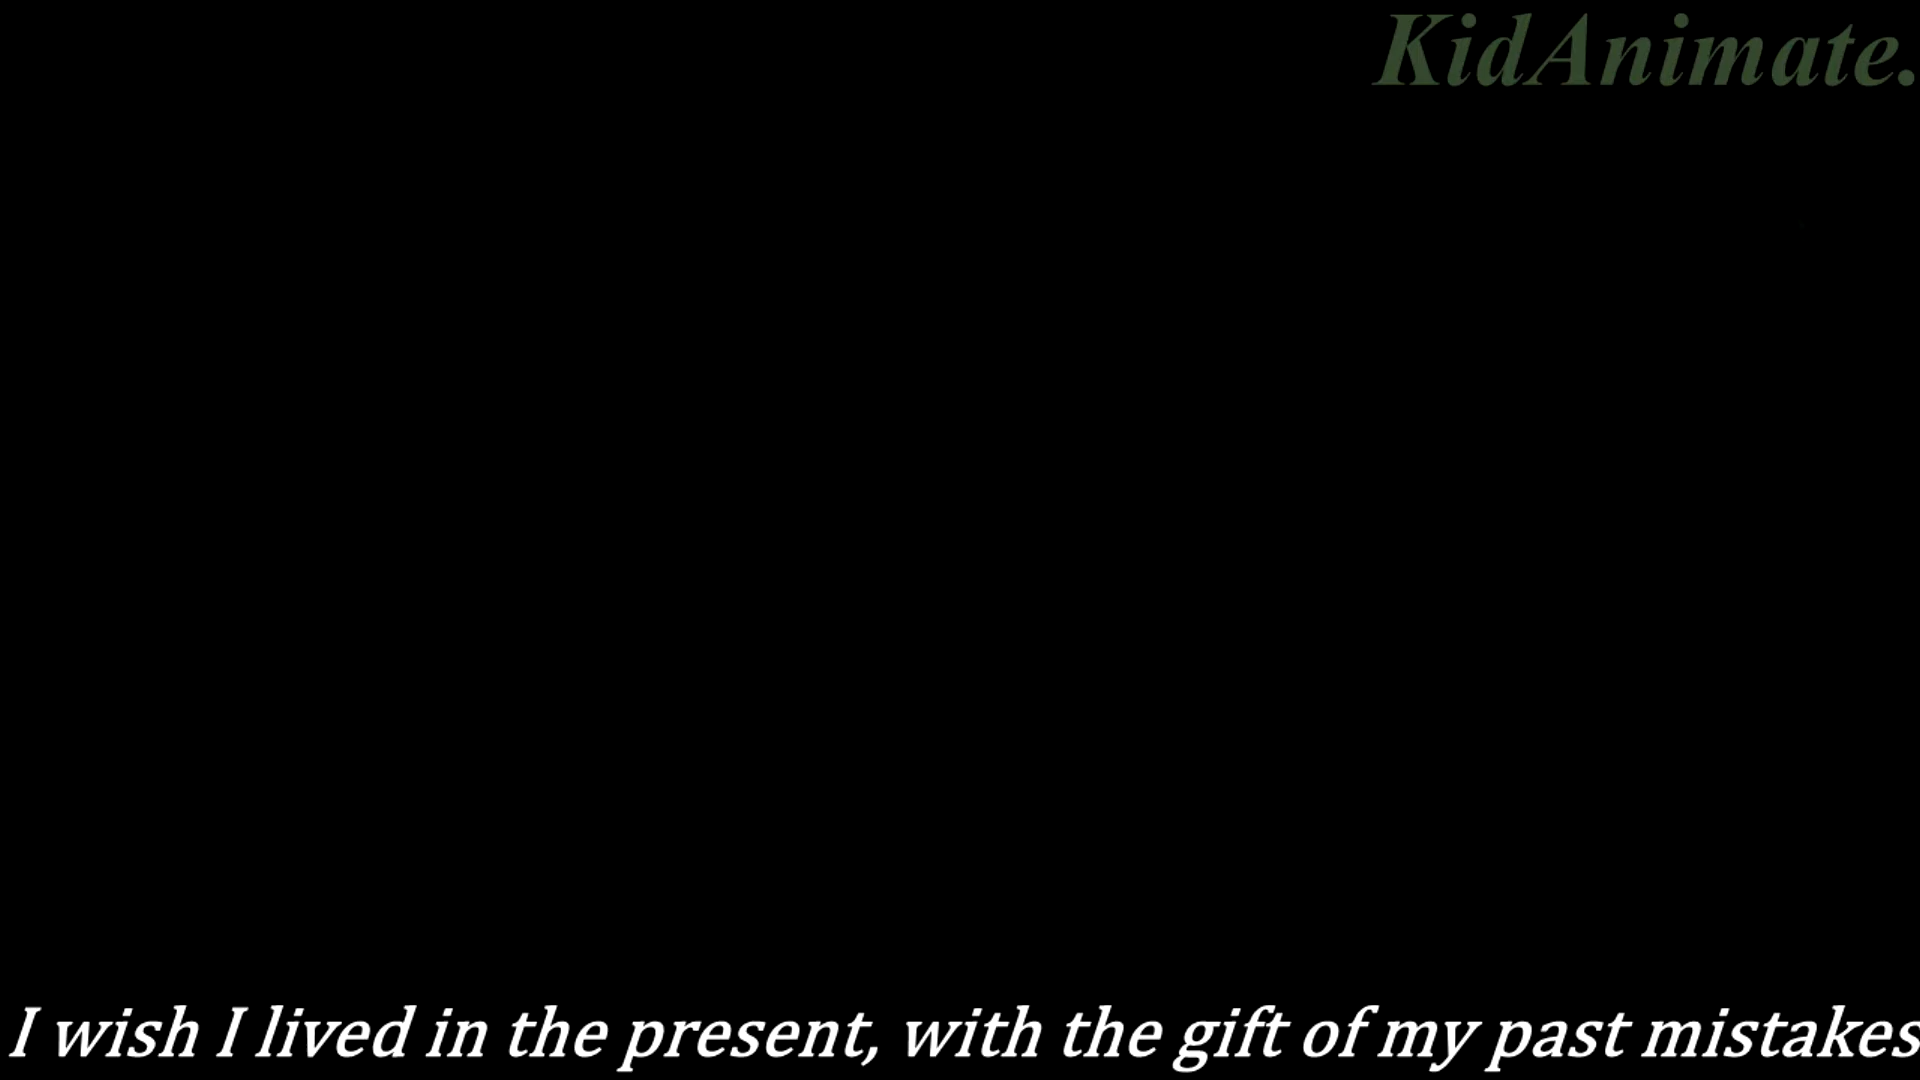 KidAnimate.
I wish I lived in the present, with the gift of my past mistakes